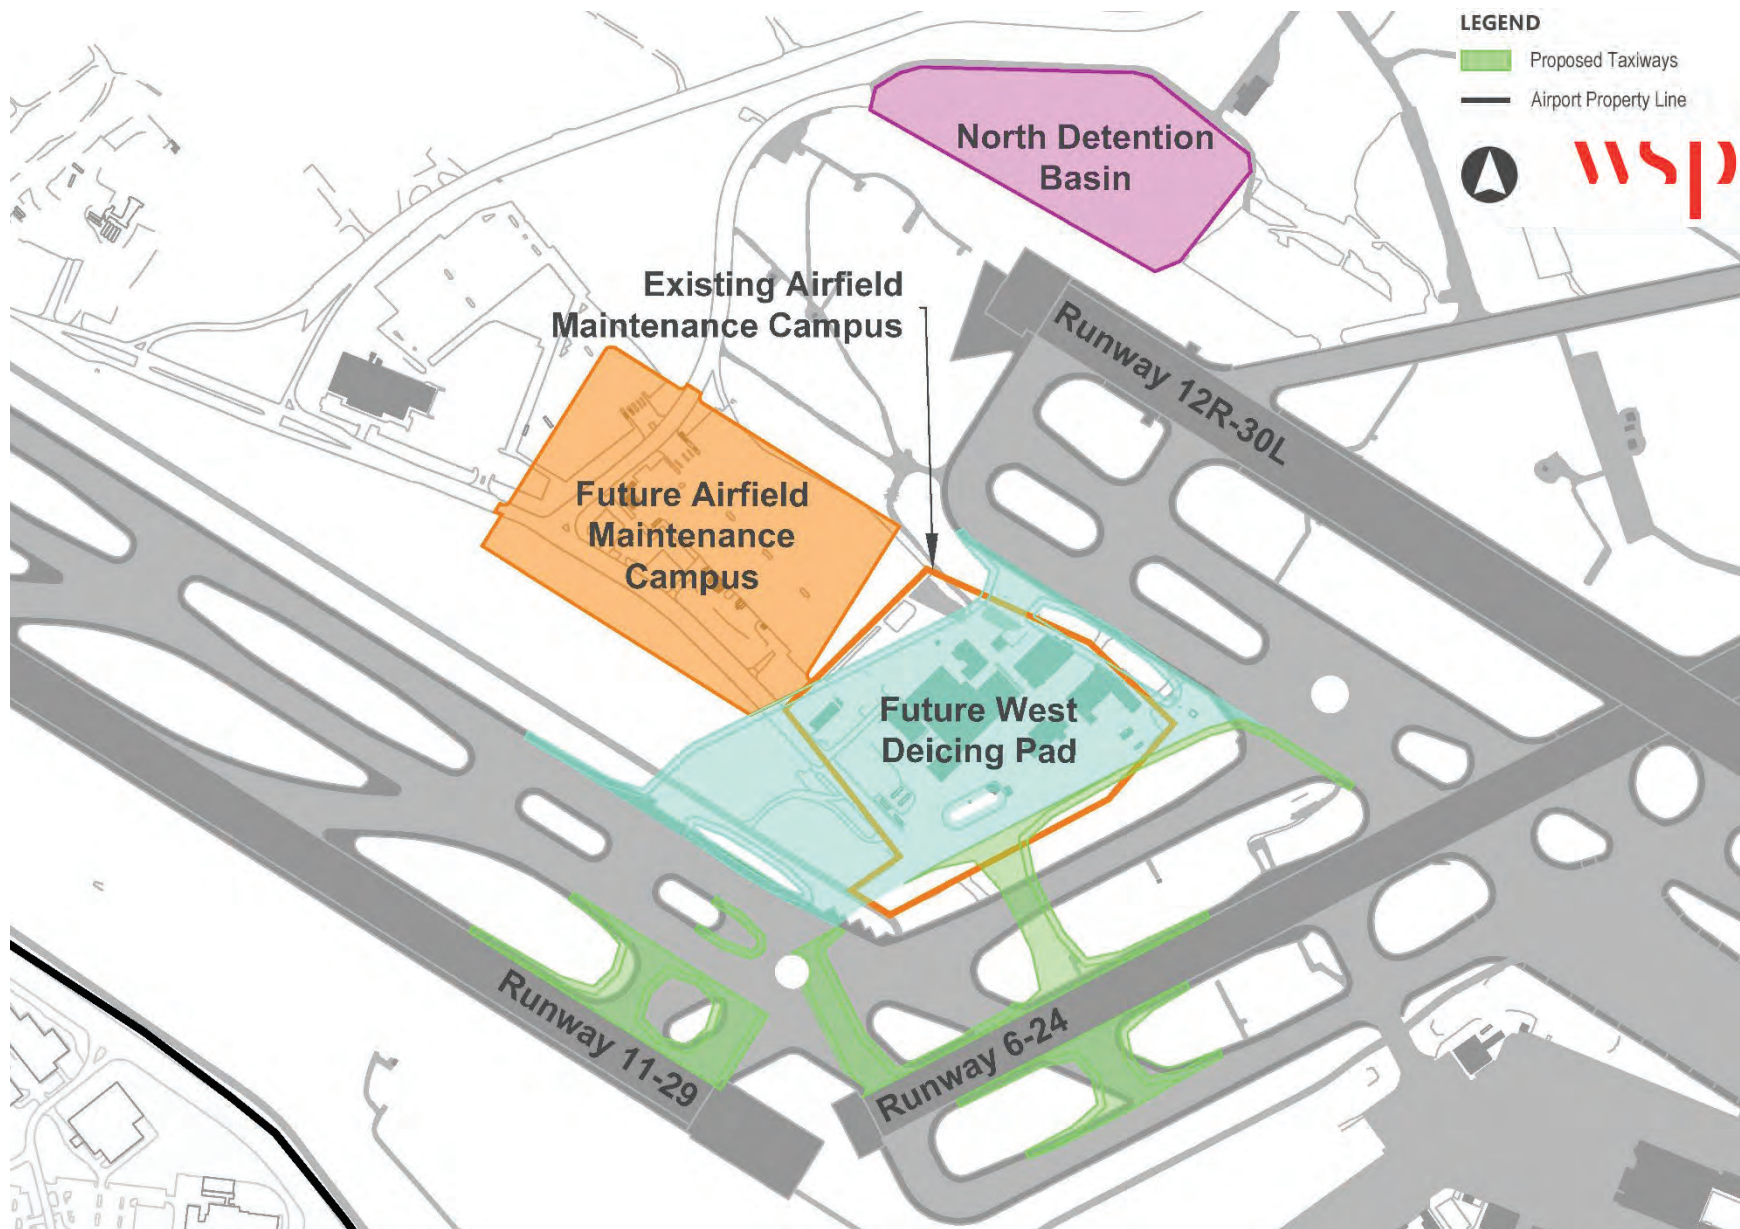 LEGEND
Proposed Taxiways
Airport Property Line
wsp
North Detention
Basin
Existing Airfield
Maintenance Campus
Runway 12R-30L
Future Airfield
Maintenance
Campus
Future West
Deicing Pad
Runway 11-29
Runway 6-24